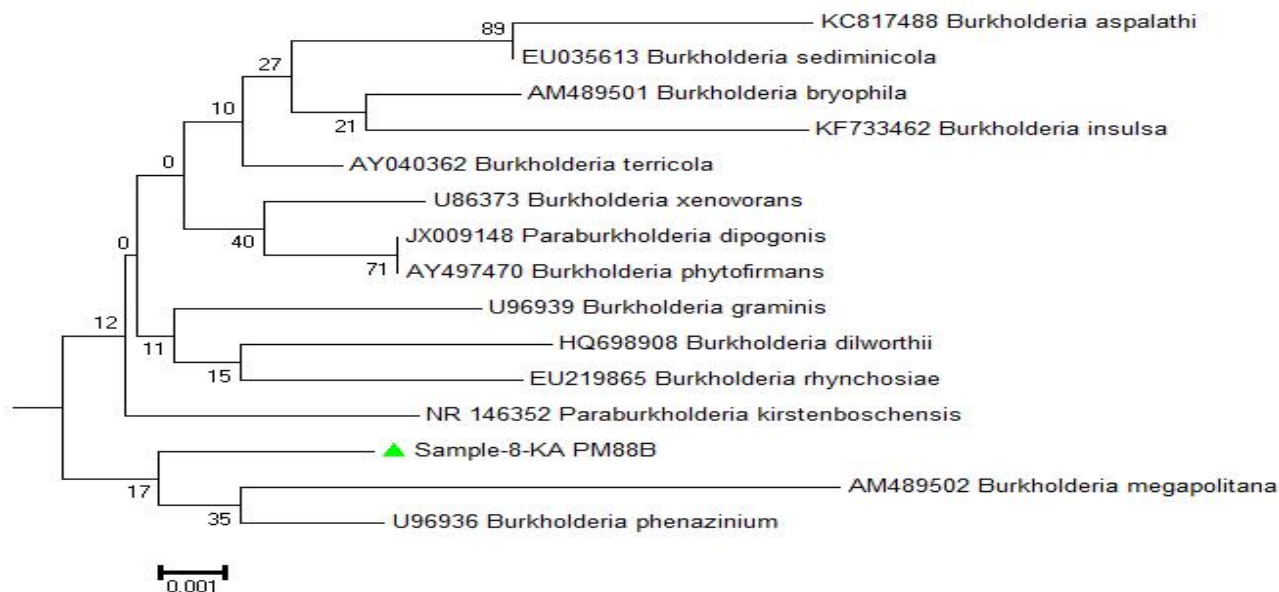 KC817488 Burkholderia aspalathi
89
EU035613 Burkholderia sediminicola
27
AM489501 Burkholderia bryophila
10
21
KF733462 Burkholderia insulsa
0
AY040362 Burkholderia terricola
U86373 Burkholderia xenovorans
0
40
JX009148 Paraburkholderia dipogonis
71
AY497470 Burkholderia phytofirmans
U96939 Burkholderia graminis
12
11
HQ698908 Burkholderia dilworthii
15
EU219865 Burkholderia rhynchosiae
NR 146352 Paraburkholderia kirstenboschensis
Sample-8-KA PM88B
17
AM489502 Burkholderia megapolitana
35
U96936 Burkholderia phenazinium
0.001